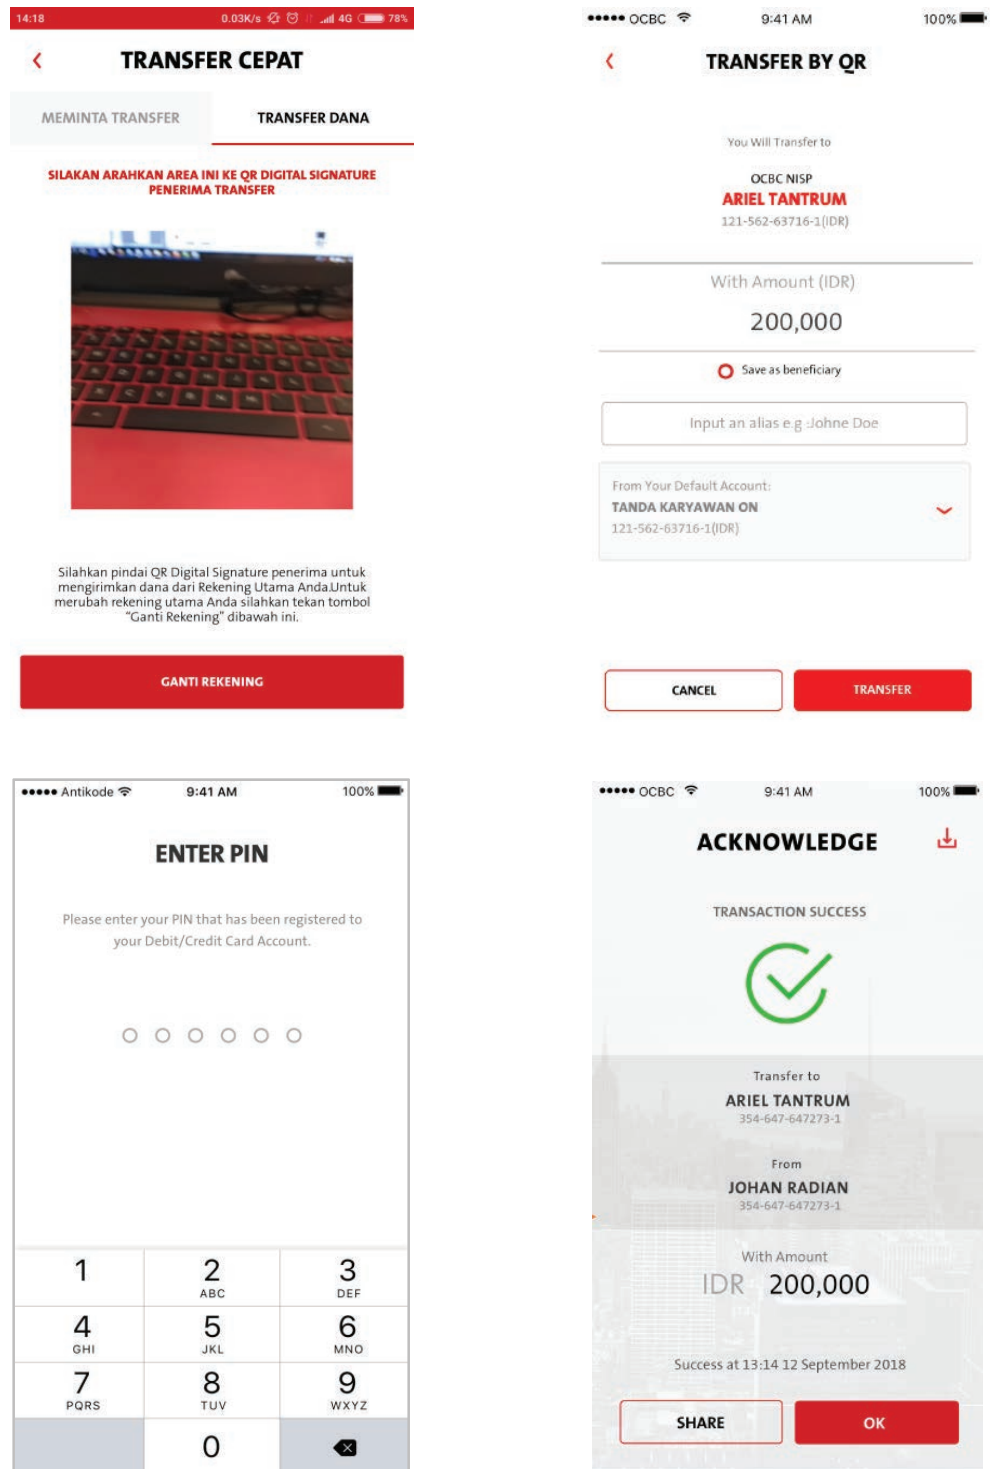 14:18
0.03K/s 4G 78%
TRANSFER CEPAT
MEMINTA TRANSFER
TRANSFER DANA
SILAKAN ARAHKAN AREA INI KE QR DIGITAL SIGNATURE
PENERIMA TRANSFER
Silahkan pindai QR Digital Signature penerima untuk
mengirimkan dana dari Rekening Utama Anda.Untuk
merubah rekening utama Anda silahkan tekan tombol
"Ganti Rekening" dibawah ini.
GANTI REKENING
OCBC 9:41 AM 100%
TRANSFER BY QR
You Will Transfer to
OCBC NISP
ARIEL TANTRUM
121-562-63716-1(IDR)
With Amount (IDR)
200,000
Save as beneficiary
Input an alias e.g :Johne Doe
From Your Default Account:
TANDA KARYAWAN ON
121-562-63716-1(IDR)
CANCEL
TRANSFER
Antikode 9:41 AM 100%
ENTER PIN
Please enter your PIN that has been registered to
your Debit/Credit Card Account.
1 2 3
ABC DEF
4 5 6
GHI JKL MNO
7 8 9
PQRS TUV WXYZ
0
OCBC 9:41 AM 100%
ACKNOWLEDGE
TRANSACTION SUCCESS
Transfer to
ARIEL TANTRUM
354-647-647273-1
From
JOHAN RADIAN
354-647-647273-1
With Amount
IDR 200,000
Success at 13:14 12 September 2018
SHARE
OK